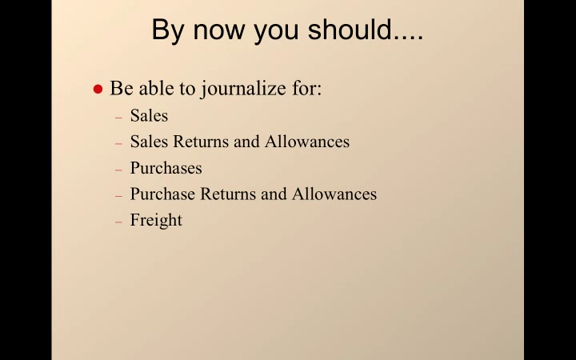 By now you should....
Be able to journalize for:
– Sales
– Sales Returns and Allowances
– Purchases
– Purchase Returns and Allowances
– Freight